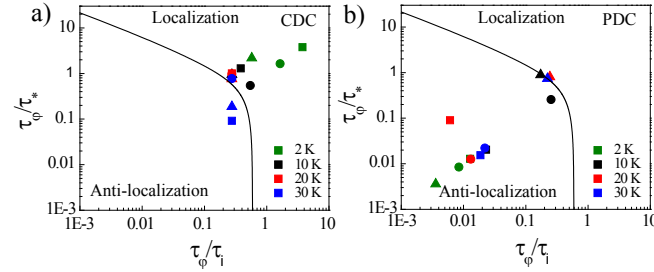 a)
Localization
CDC
10
1
0.1
0.01
1E-3
τφ/τ*
Anti-localization
2 K
10 K
20 K
30 K
1E-3
0.01
0.1
1
10
τφ/τi
b)
Localization
PDC
10
1
0.1
0.01
1E-3
τφ/τ*
Anti-localization
2 K
10 K
20 K
30 K
1E-3
0.01
0.1
1
10
τφ/τi